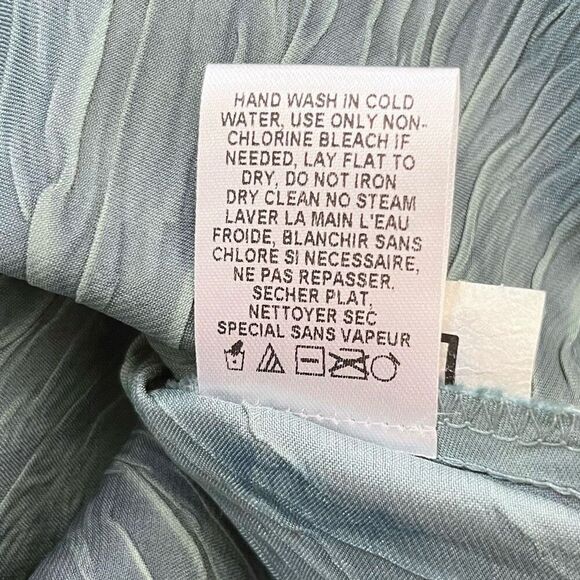 HAND WASH IN COLD
WATER, USE ONLY NON-
CHLORINE BLEACH IF
NEEDED, LAY FLAT TO
DRY, DO NOT IRON
DRY CLEAN NO STEAM
LAVER LA MAIN L'EAU
FROIDE, BLANCHIR SANS
CHLORE SI NECESSAIRE,
NE PAS REPASSER.
SECHER PLAT,
NETTOYER SEC
SPECIAL SANS VAPEUR